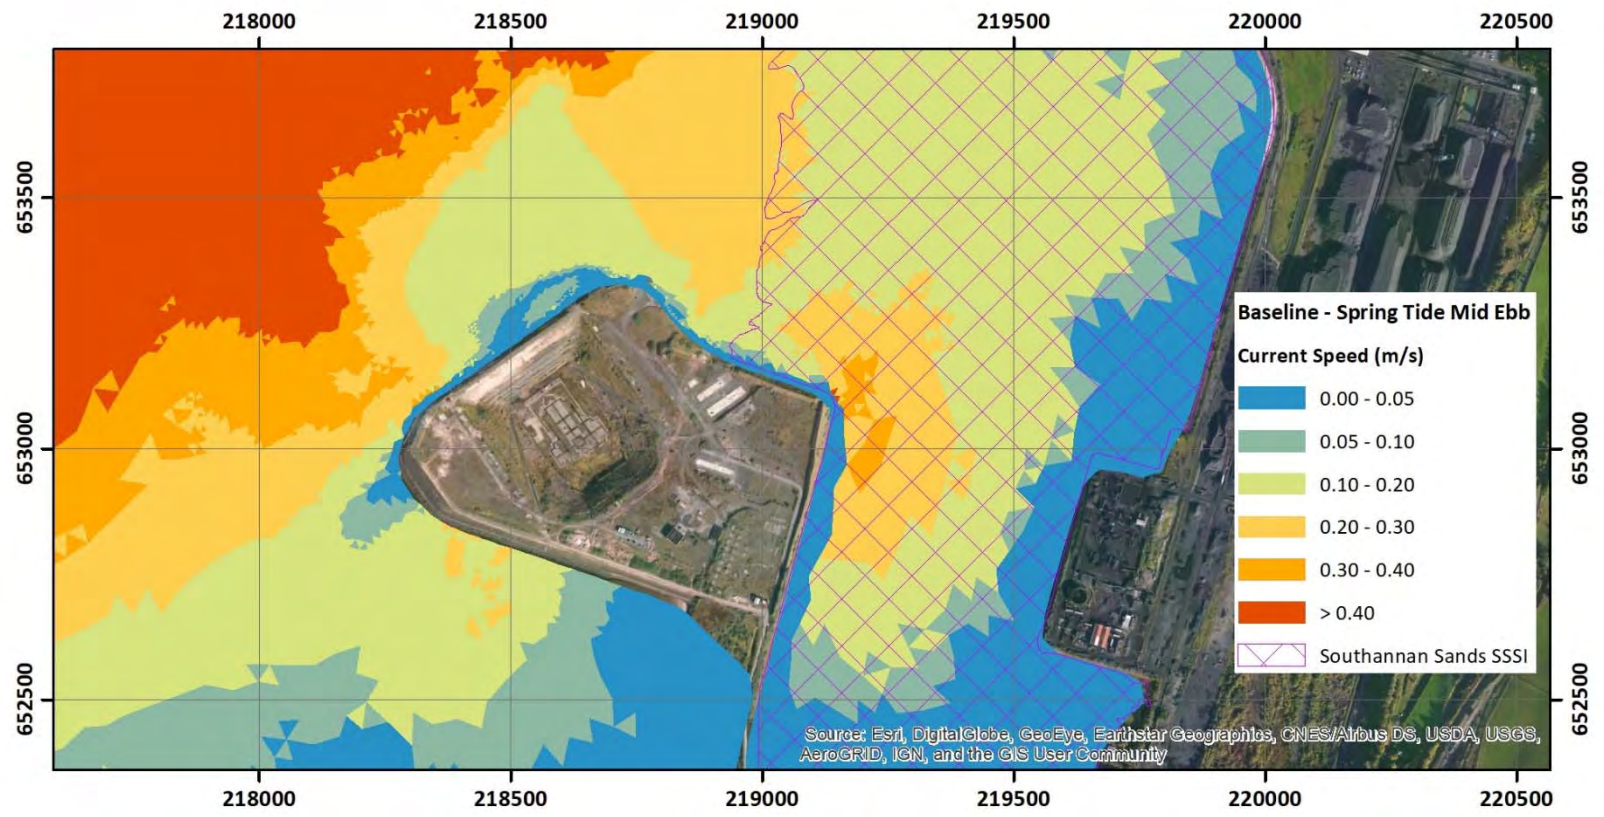 218000 218500 219000 219500 220000 220500
653500 653500
Baseline - Spring Tide Mid Ebb
Current Speed (m/s)
0.00 - 0.05
0.05 - 0.10
653000 653000
0.10 - 0.20
0.20 - 0.30
0.30 - 0.40
> 0.40
Southannan Sands SSSI
652500 652500
Source: Esri, DigitalGlobe, GeoEye, Earthstar Geographics, CNES/Airbus DS, USDA, USGS,
AeroGRID, IGN, and the GIS User Community
218000 218500 219000 219500 220000 220500